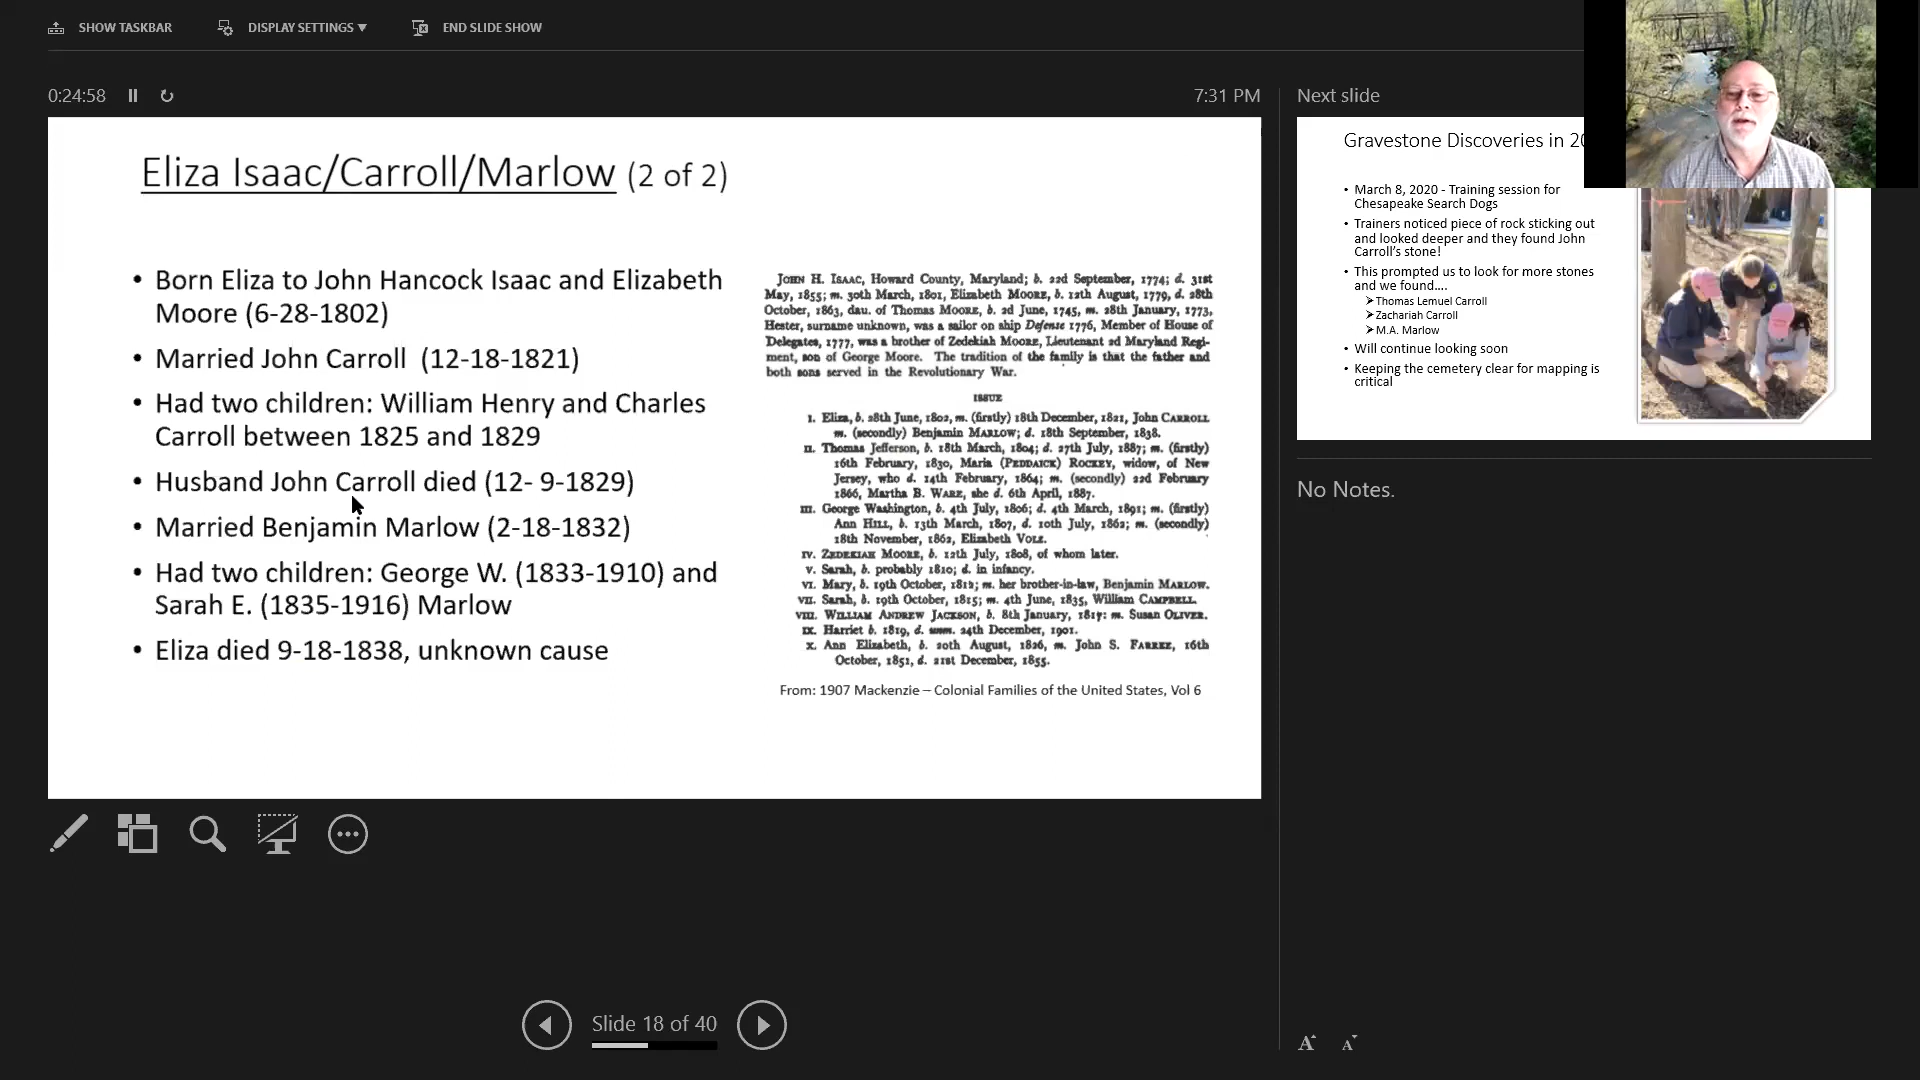 SHOW TASKBAR
DISPLAY SETTINGS ▼
END SLIDE SHOW
0:24:58
7:31 PM
Next slide
Eliza Isaac/Carroll/Marlow (2 of 2)
• Born Eliza to John Hancock Isaac and Elizabeth
Moore (6-28-1802)
• Married John Carroll (12-18-1821)
• Had two children: William Henry and Charles
Carroll between 1825 and 1829
• Husband John Carroll died (12- 9-1829)
• Married Benjamin Marlow (2-18-1832)
• Had two children: George W. (1833-1910) and
Sarah E. (1835-1916) Marlow
• Eliza died 9-18-1838, unknown cause
JOHN H. ISAAC, Howard County, Maryland; b. 22d September, 1774; d. 31st
May, 1855; m. 30th March, 1801, Elizabeth MOORE, b. 12th August, 1779, d. 28th
October, 1863, dau. of Thomas MOORE, b. 2d June, 1745, m. 28th January, 1773,
Hester, surname unknown, was a sailor on ship Defense 1776, Member of House of
Delegates, 1777, was a brother of Zedekiah MOORE, Lieutenant 2d Maryland Regi-
ment, son of George Moore. The tradition of the family is that the father and
both sons served in the Revolutionary War.
ISSUE
I. Eliza, b. 28th June, 1802, m. (firstly) 18th December, 1821, John CARROLL
m. (secondly) Benjamin MARLOW; d. 18th September, 1838.
II. Thomas Jefferson, b. 18th March, 1804; d. 27th July, 1887; m. (firstly)
16th February, 1830, Maria (PEDDAICK) ROCKEY, widow, of New
Jersey, who d. 14th February, 1864; m. (secondly) 22d February
1866, Martha B. WARE, she d. 6th April, 1887.
III. George Washington, b. 4th July, 1806; d. 4th March, 1891; m. (firstly)
Ann HILL, b. 13th March, 1807, d. 10th July, 1862; m. (secondly)
18th November, 1862, Elizabeth VOLZ.
IV. ZEDEKIAH MOORE, b. 12th July, 1808, of whom later.
V. Sarah, b. probably 1810; d. in infancy.
VI. Mary, b. 19th October, 1812; m. her brother-in-law, Benjamin MARLOW.
VII. Sarah, b. 19th October, 1815; m. 4th June, 1835, William CAMPBELL.
VIII. WILLIAM ANDREW JACKSON, b. 8th January, 1817: m. Susan OLIVER.
IX. Harriet b. 1819, d. unm. 24th December, 1901.
X. Ann Elizabeth, b. 20th August, 1826, m. John S. FARREE, 16th
October, 1851, d. 21st December, 1855.
From: 1907 Mackenzie – Colonial Families of the United States, Vol 6
Gravestone Discoveries in
• March 8, 2020 - Training session for
Chesapeake Search Dogs
• Trainers noticed piece of rock sticking out
and looked deeper and they found John
Carroll's stone!
• This prompted us to look for more stones
and we found....
➢ Thomas Lemuel Carroll
➢ Zachariah Carroll
➢ M.A. Marlow
• Will continue looking soon
• Keeping the cemetery clear for mapping is
critical
No Notes.
Slide 18 of 40
A A